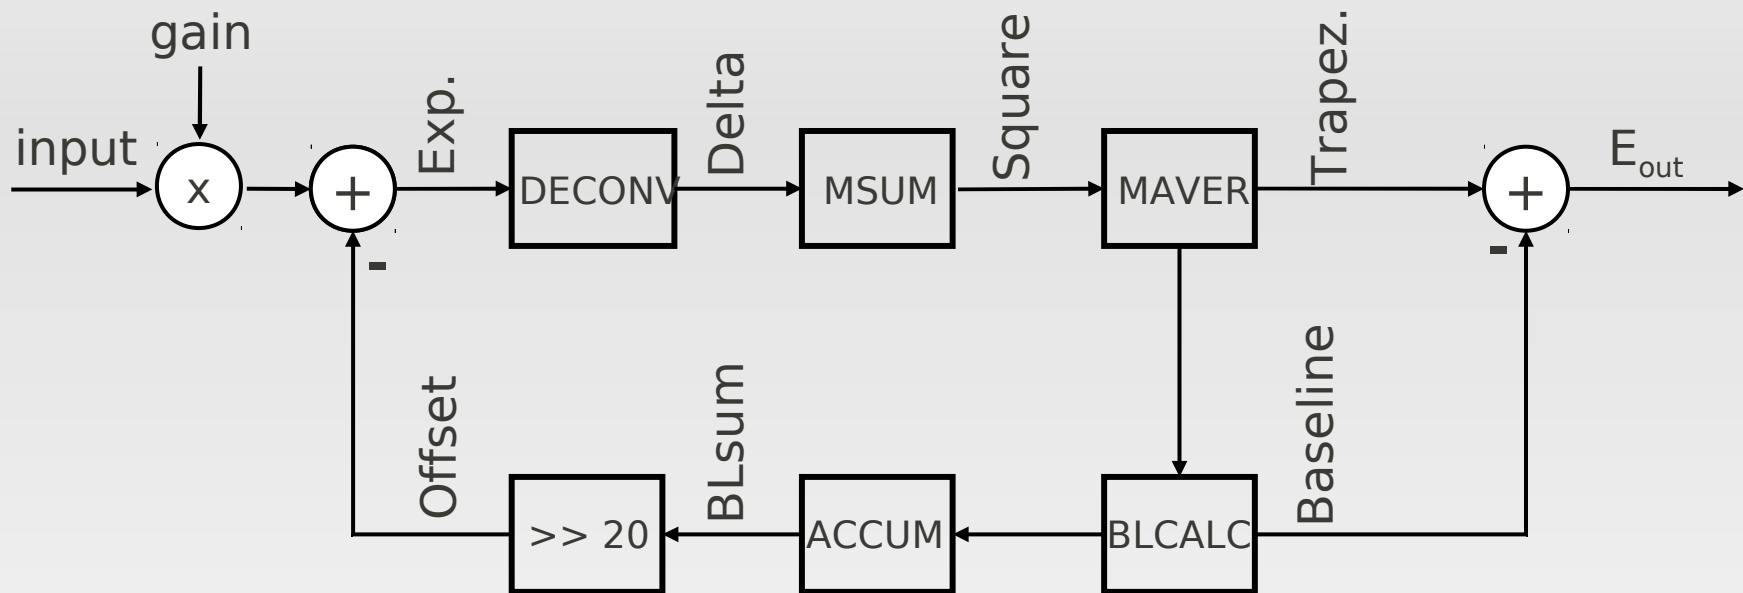 gain
input
x
+
-
Exp.
DECONV
Delta
MSUM
Square
MAVER
Trapez.
+
-
Eout
Offset
>> 20
BLsum
ACCUM
BLCALC
Baseline